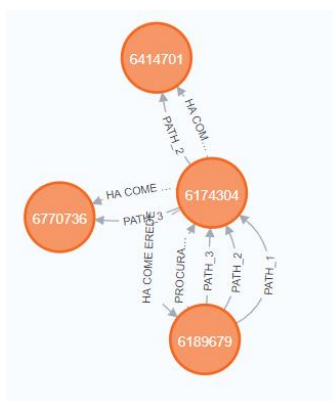 6414701
HA COM...
PATH_2
6174304
HA COME ...
PATH_3
6770736
HA COME EREDE
PROCURA...
PATH_3
PATH_2
PATH_1
6189679